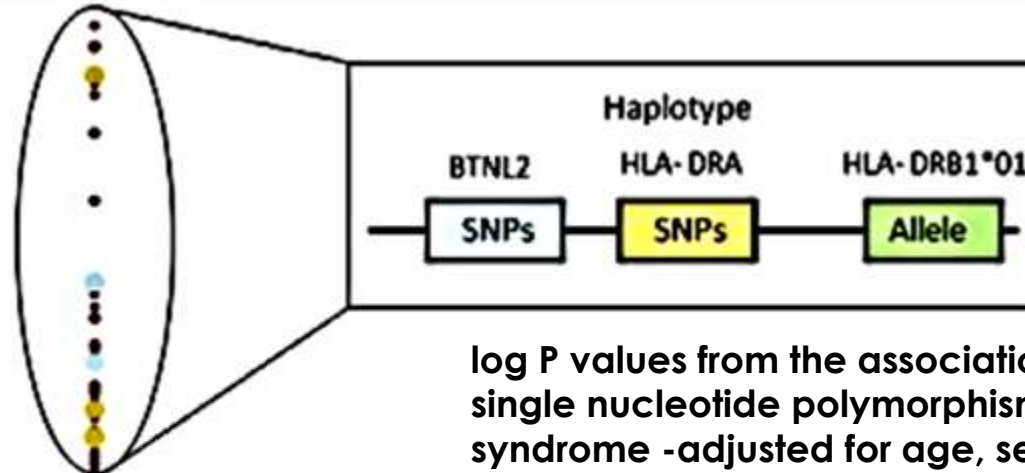 Haplotype
BTNL2 HLA-DRA HLA-DRB1*01
SNPs SNPs Allele
log P values from the associatio
single nucleotide polymorphism
syndrome -adjusted for age, se